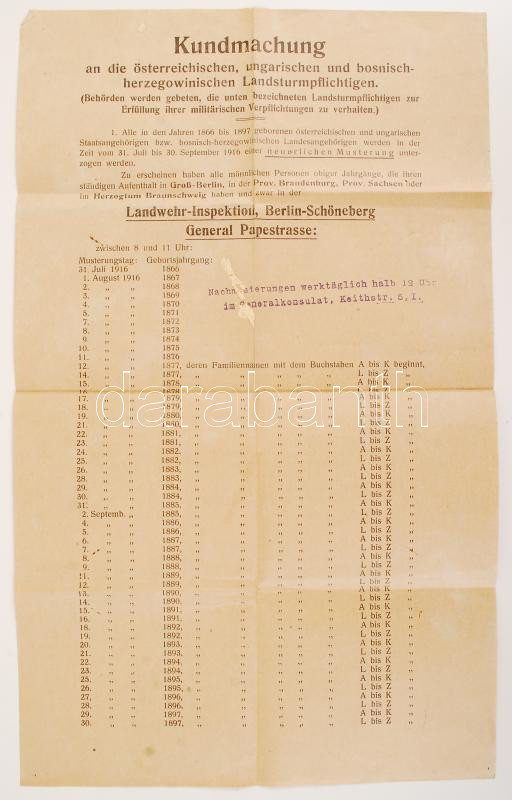 Kundmachung
an die österreichischen, ungarischen und bosnisch-
herzegowinischen Landsturmpflichtigen.
(Behörden werden gebeten, die unten bezeichneten Landsturmpflichtigen zur
Erfüllung ihrer militärischen Verpflichtungen zu verhalten.)
1. Alle in den Jahren 1866 bis 1897 geborenen österreichischen und ungarischen
Staatsangehörigen bzw. bosnisch-herzegowinischen Landesangehörigen werden in der
Zeit vom 31. Juli bis 30. September 1916 einer neuerlichen Musterung unter-
zogen werden.
Zu erscheinen haben alle männlichen Personen obiger Jahrgänge, die ihren
ständigen Aufenthalt in Groß-Berlin, in der Prov. Brandenburg, Prov. Sachsen oder
im Herzogtum Braunschweig haben und zwar in der
Landwehr-Inspektion, Berlin-Schöneberg
General Papestrasse:
zwischen 8 und 11 Uhr:
Musterungstag: Geburtsjahrgang:
31. Juli 1916 1866
1. August 1916 1867
2. „ „ 1868
3. „ „ 1869
4. „ „ 1870
5. „ „ 1871
7. „ „ 1872
8. „ „ 1873
9. „ „ 1874
10. „ „ 1875
11. „ „ 1876
Nachmusterungen werktäglich halb 12 Uhr
im Generalkonsulat, Keithstr. 8, I.
12. „ „ 1877, deren Familiennamen mit dem Buchstaben A bis K beginnt,
14. „ „ 1877, „ „ „ „ „ L bis Z „
15. „ „ 1878, „ „ „ „ „ A bis K „
16 „ „ 1878 „ „ „ „ „ L bis Z „
17. „ „ 1879, „ „ „ „ „ A bis K „
18. „ „ 1879, „ „ „ „ „ L bis Z „
19. „ „ 1880, „ „ „ „ „ A bis K „
21. „ „ 1880, „ „ „ „ „ L bis Z „
22. „ „ 1881, „ „ „ „ „ A bis K „
23. „ „ 1881, „ „ „ „ „ L bis Z „
24. „ „ 1882, „ „ „ „ „ A bis K „
25. „ „ 1882, „ „ „ „ „ L bis Z „
26. „ „ 1883, „ „ „ „ „ A bis K „
28. „ „ 1883, „ „ „ „ „ L bis Z „
29. „ „ 1884, „ „ „ „ „ A bis K „
30. „ „ 1884, „ „ „ „ „ L bis Z „
31. „ „ 1885, „ „ „ „ „ A bis K „
2. Septemb. „ 1885, „ „ „ „ „ L bis Z „
4. „ „ 1886, „ „ „ „ „ A bis K „
5. „ „ 1886, „ „ „ „ „ L bis Z „
6. „ „ 1887, „ „ „ „ „ A bis K „
7. „ „ 1887, „ „ „ „ „ L bis Z „
8. „ „ 1888, „ „ „ „ „ A bis K „
9. „ „ 1888, „ „ „ „ „ L bis Z „
11. „ „ 1889, „ „ „ „ „ A bis K „
12. „ „ 1889, „ „ „ „ „ L bis Z „
13. „ „ 1890, „ „ „ „ „ A bis K „
14. „ „ 1890, „ „ „ „ „ L bis Z „
15. „ „ 1891, „ „ „ „ „ A bis K „
16. „ „ 1891, „ „ „ „ „ L bis Z „
18. „ „ 1892, „ „ „ „ „ A bis K „
19. „ „ 1892, „ „ „ „ „ L bis Z „
20. „ „ 1893, „ „ „ „ „ A bis K „
21. „ „ 1893, „ „ „ „ „ L bis Z „
22. „ „ 1894, „ „ „ „ „ A bis K „
23. „ „ 1894, „ „ „ „ „ L bis Z „
25. „ „ 1895, „ „ „ „ „ A bis K „
26. „ „ 1895, „ „ „ „ „ L bis Z „
27. „ „ 1896, „ „ „ „ „ A bis K „
28. „ „ 1896, „ „ „ „ „ L bis Z „
29. „ „ 1897, „ „ „ „ „ A bis K „
30. „ „ 1897, „ „ „ „ „ L bis Z „
darabanth